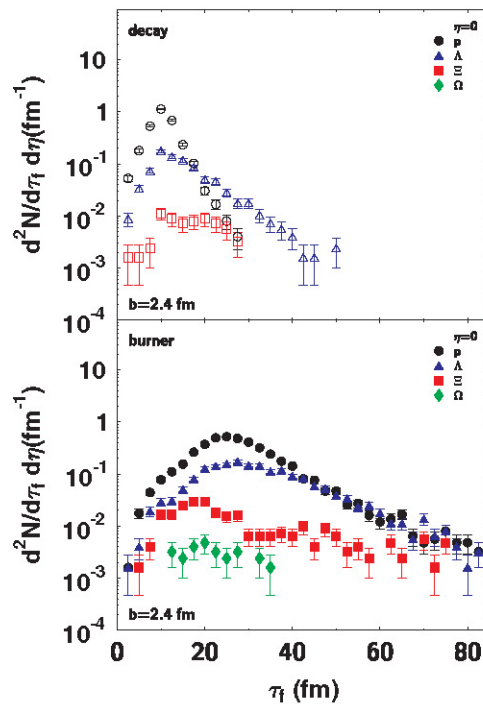 decay
η=0
p
Λ
Ξ
Ω
10
1
10⁻¹
10⁻²
10⁻³
10⁻⁴
d²N/dτf dη(fm⁻¹)
b=2.4 fm
burner
η=0
p
Λ
Ξ
Ω
10
1
10⁻¹
10⁻²
10⁻³
10⁻⁴
d²N/dτf dη(fm⁻¹)
b=2.4 fm
0 20 40 60 80
τf (fm)